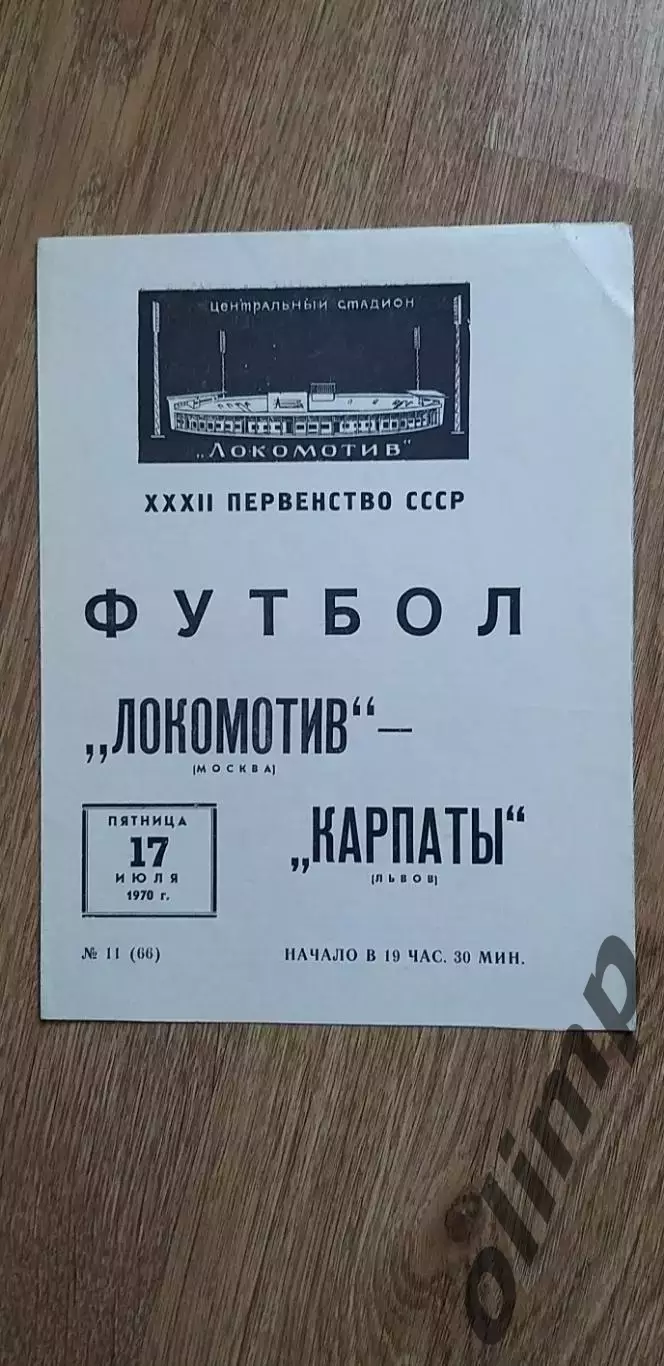 ЦЕНТРАЛЬНЫЙ СТАДИОН
„ЛОКОМОТИВ"
XXXII ПЕРВЕНСТВО СССР
ФУТБОЛ
„ЛОКОМОТИВ“—
(МОСКВА)
„КАРПАТЫ“
(ЛЬВОВ)
ПЯТНИЦА
17
ИЮЛЯ
1970 г.
№ 11 (66)
НАЧАЛО В 19 ЧАС. 30 МИН.
olimp